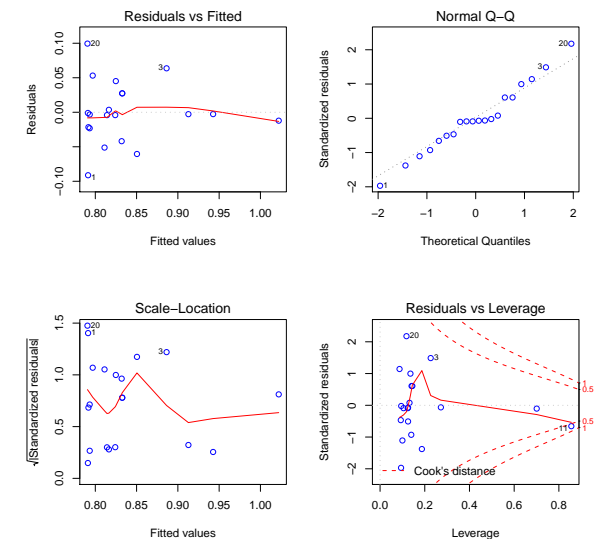 Residuals vs Fitted
0.80 0.85 0.90 0.95 1.00
−0.10 0.00 0.05 0.10
Fitted values
Residuals
20
3
1
Normal Q−Q
−2 −1 0 1 2
−2 −1 0 1 2
Theoretical Quantiles
Standardized residuals
20
3
1
Scale−Location
0.80 0.85 0.90 0.95 1.00
0.0 0.5 1.0 1.5
Fitted values
√|Standardized residuals|
20
1
3
Residuals vs Leverage
0.0 0.2 0.4 0.6 0.8
−2 −1 0 1 2
Leverage
Standardized residuals
20
3
11
1
0.5
0.5
1
Cook's distance